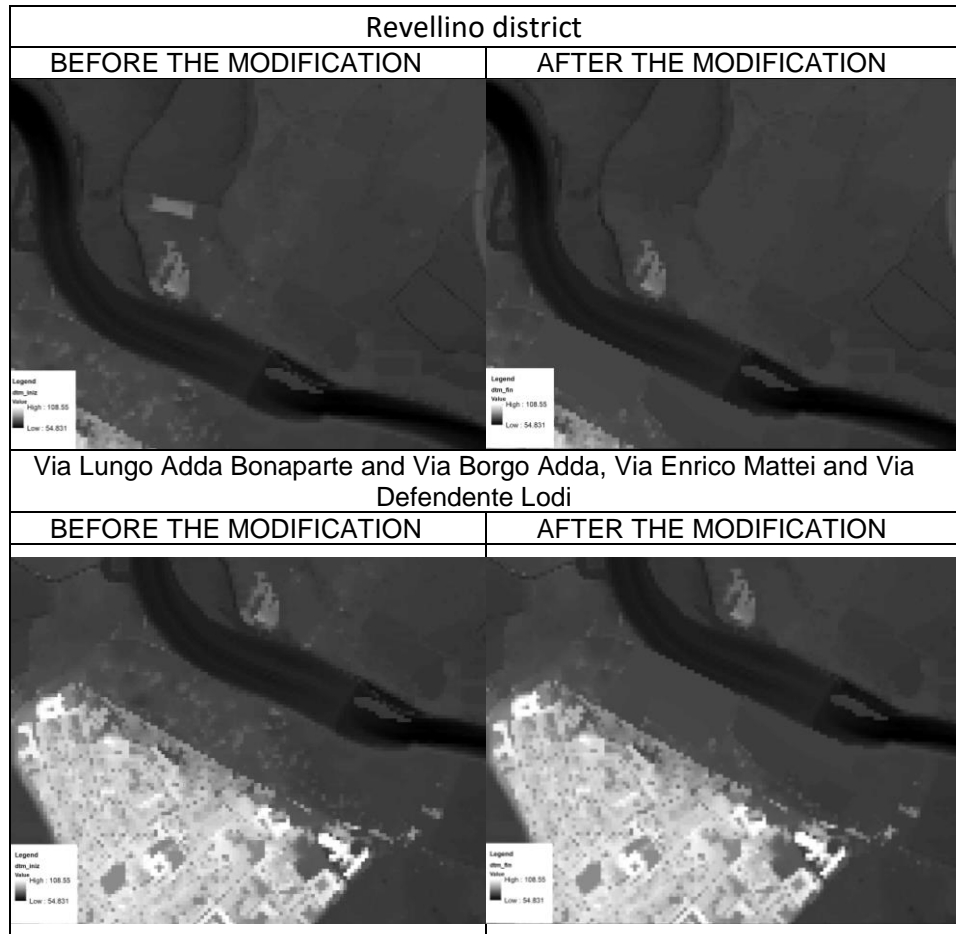 Revellino district
BEFORE THE MODIFICATION AFTER THE MODIFICATION
Legend
dtm_iniz
Value
High : 108.55
Low : 54.831
Legend
dtm_fin
Value
High : 108.55
Low : 54.831
Via Lungo Adda Bonaparte and Via Borgo Adda, Via Enrico Mattei and Via
Defendente Lodi
BEFORE THE MODIFICATION AFTER THE MODIFICATION
Legend
dtm_iniz
Value
High : 108.55
Low : 54.831
Legend
dtm_fin
Value
High : 108.55
Low : 54.831